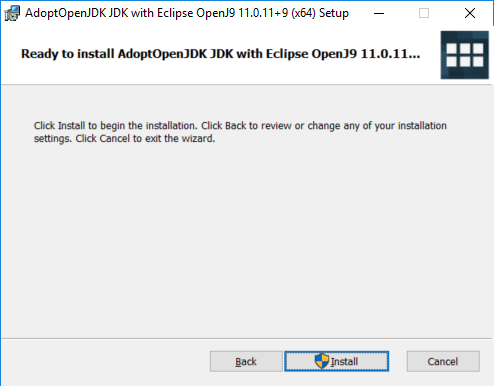 AdoptOpenJDK JDK with Eclipse OpenJ9 11.0.11+9 (x64) Setup
Ready to install AdoptOpenJDK JDK with Eclipse OpenJ9 11.0.11...
Click Install to begin the installation. Click Back to review or change any of your installation
settings. Click Cancel to exit the wizard.
Back Install Cancel